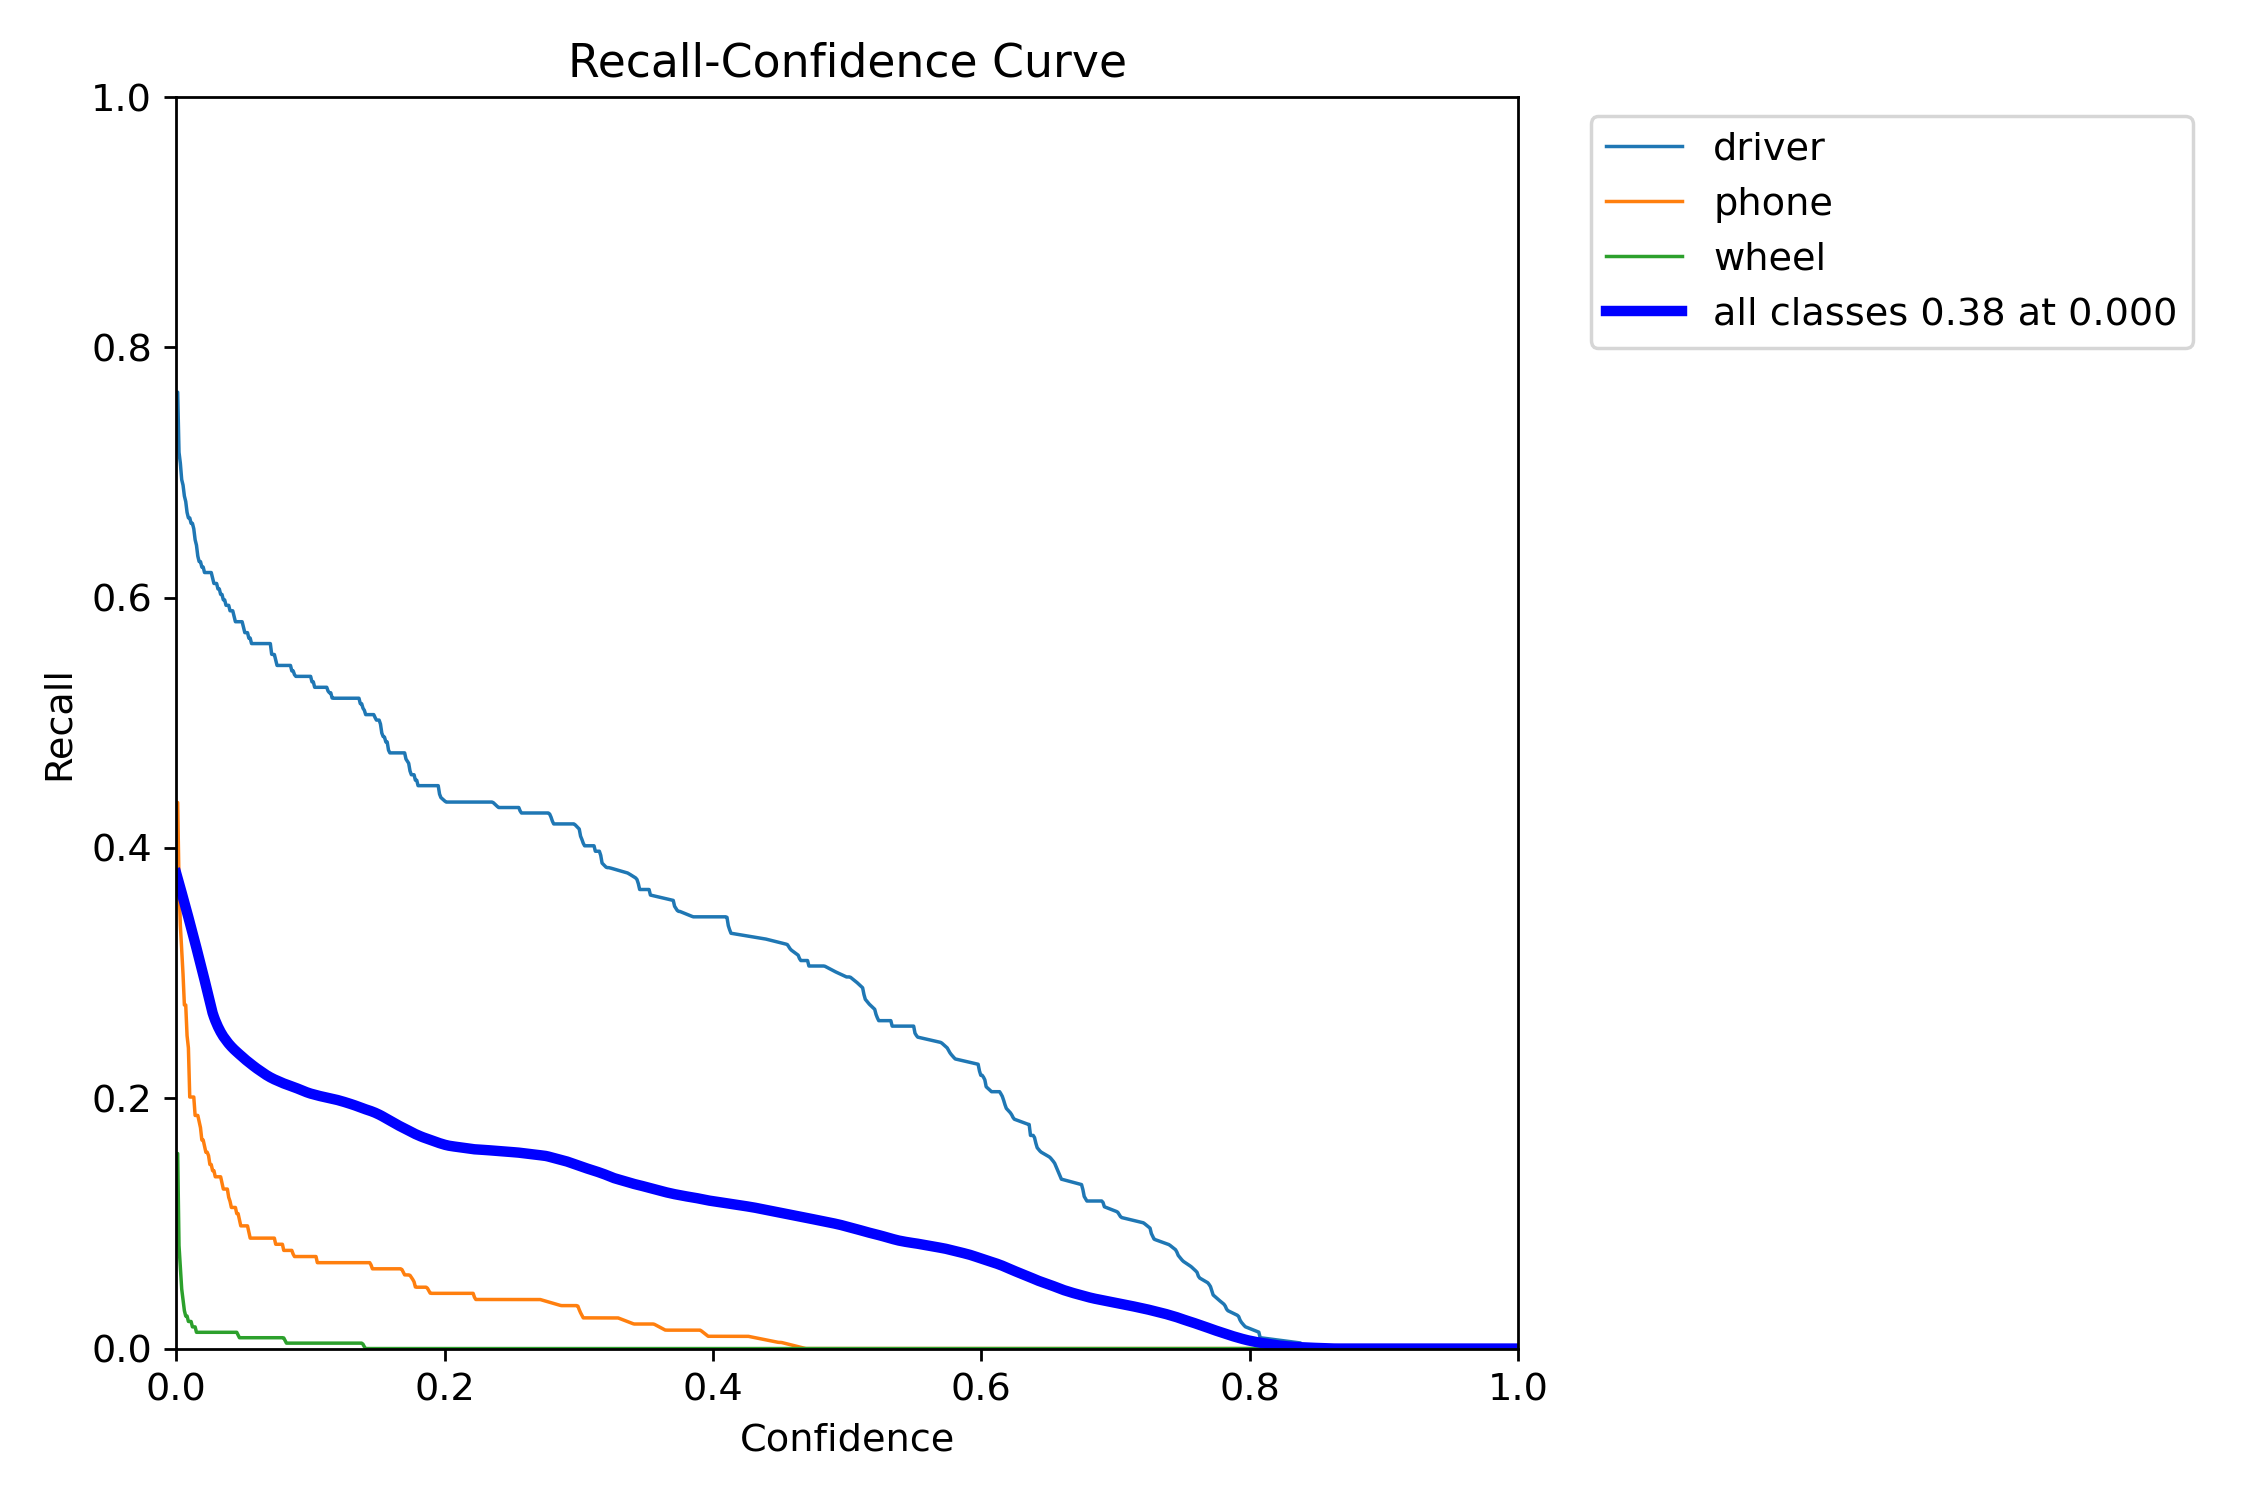 Recall-Confidence Curve
1.0
0.8
0.6
0.4
0.2
0.0
Recall
0.0 0.2 0.4 0.6 0.8 1.0
Confidence
driver
phone
wheel
all classes 0.38 at 0.000